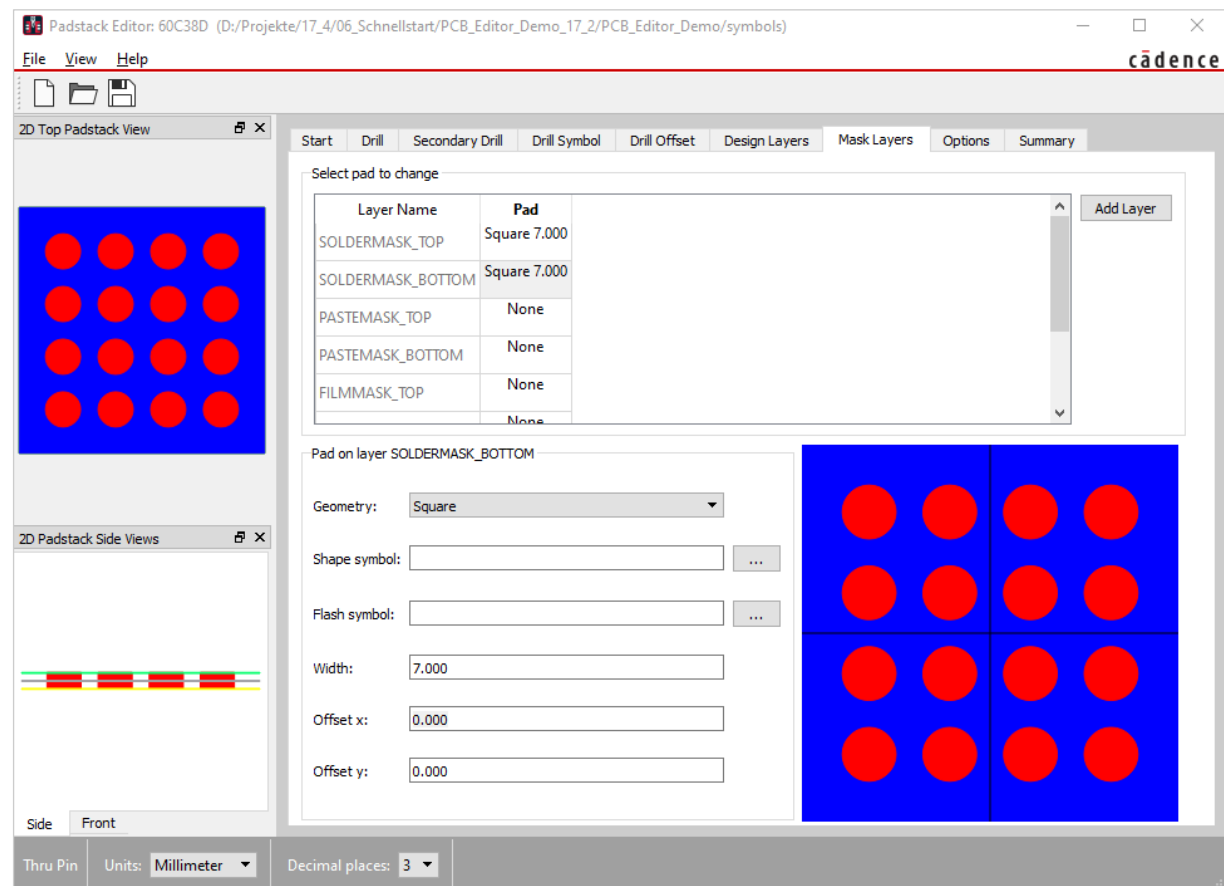 Padstack Editor: 60C38D (D:/Projekte/17_4/06_Schnellstart/PCB_Editor_Demo_17_2/PCB_Editor_Demo/symbols)
File View Help
cādence
2D Top Padstack View
Start Drill Secondary Drill Drill Symbol Drill Offset Design Layers Mask Layers Options Summary
Select pad to change
Layer Name Pad
Add Layer
SOLDERMASK_TOP Square 7.000
SOLDERMASK_BOTTOM Square 7.000
PASTEMASK_TOP None
PASTEMASK_BOTTOM None
FILMMASK_TOP None
None
Pad on layer SOLDERMASK_BOTTOM
Geometry: Square
2D Padstack Side Views
Shape symbol: ...
Flash symbol: ...
Width: 7.000
Offset x: 0.000
Offset y: 0.000
Side Front
Thru Pin Units: Millimeter Decimal places: 3